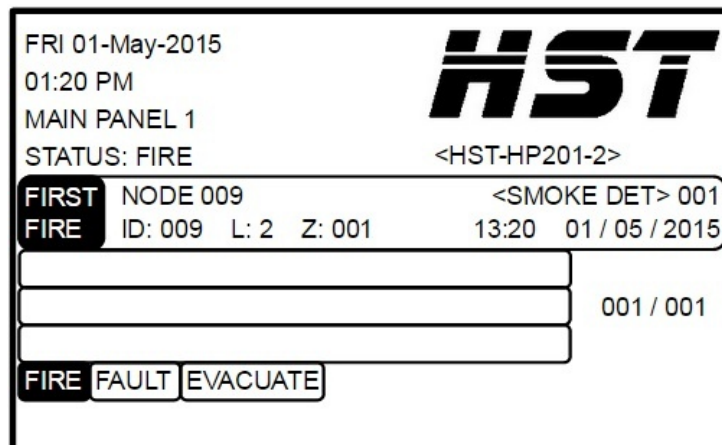 FRI 01-May-2015
HST
01:20 PM
MAIN PANEL 1
STATUS: FIRE <HST-HP201-2>
FIRST NODE 009 <SMOKE DET> 001
FIRE ID: 009 L: 2 Z: 001 13:20 01 / 05 / 2015
001 / 001
FIRE FAULT EVACUATE